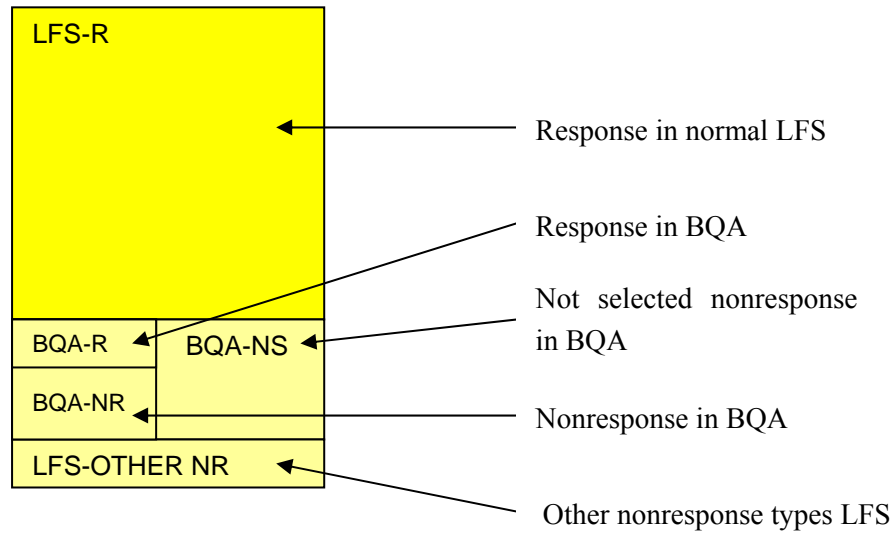 LFS-R
Response in normal LFS
Response in BQA
Not selected nonresponse
in BQA
BQA-R
BQA-NS
BQA-NR
Nonresponse in BQA
LFS-OTHER NR
Other nonresponse types LFS